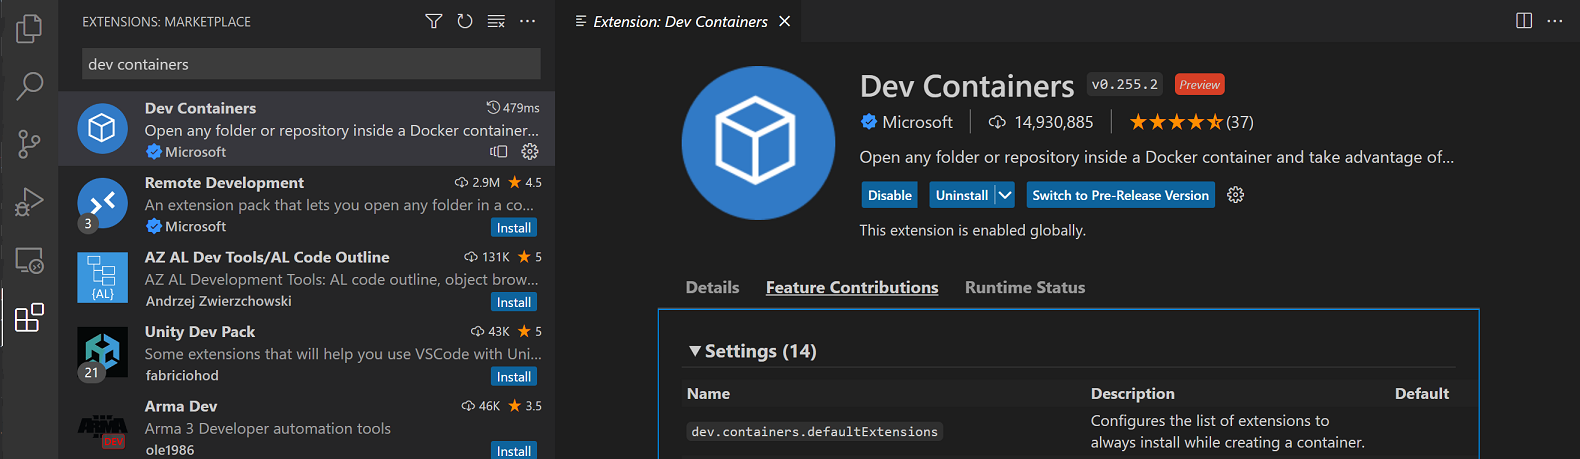 EXTENSIONS: MARKETPLACE
dev containers
Dev Containers 479ms
Open any folder or repository inside a Docker container...
Microsoft
Remote Development 2.9M 4.5
An extension pack that lets you open any folder in a co...
3
Microsoft Install
AZ AL Dev Tools/AL Code Outline 131K 5
AZ AL Development Tools: AL code outline, object brow...
{AL}
Andrzej Zwierzchowski Install
Unity Dev Pack 43K 5
Some extensions that will help you use VSCode with Uni...
21
fabriciohod Install
Arma Dev 46K 3.5
Arma 3 Developer automation tools
ARMA
DEV
ole1986 Install
Extension: Dev Containers
Dev Containers v0.255.2 Preview
Microsoft 14,930,885 (37)
Open any folder or repository inside a Docker container and take advantage of...
Disable Uninstall Switch to Pre-Release Version
This extension is enabled globally.
Details Feature Contributions Runtime Status
Settings (14)
Name Description Default
dev.containers.defaultExtensions
Configures the list of extensions to
always install while creating a container.